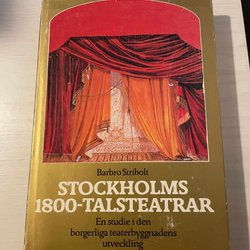 Barbro Stribolt
STOCKHOLMS
1800-TALSTEATRAR
En studie i den
borgerliga teaterbyggnadens
utveckling